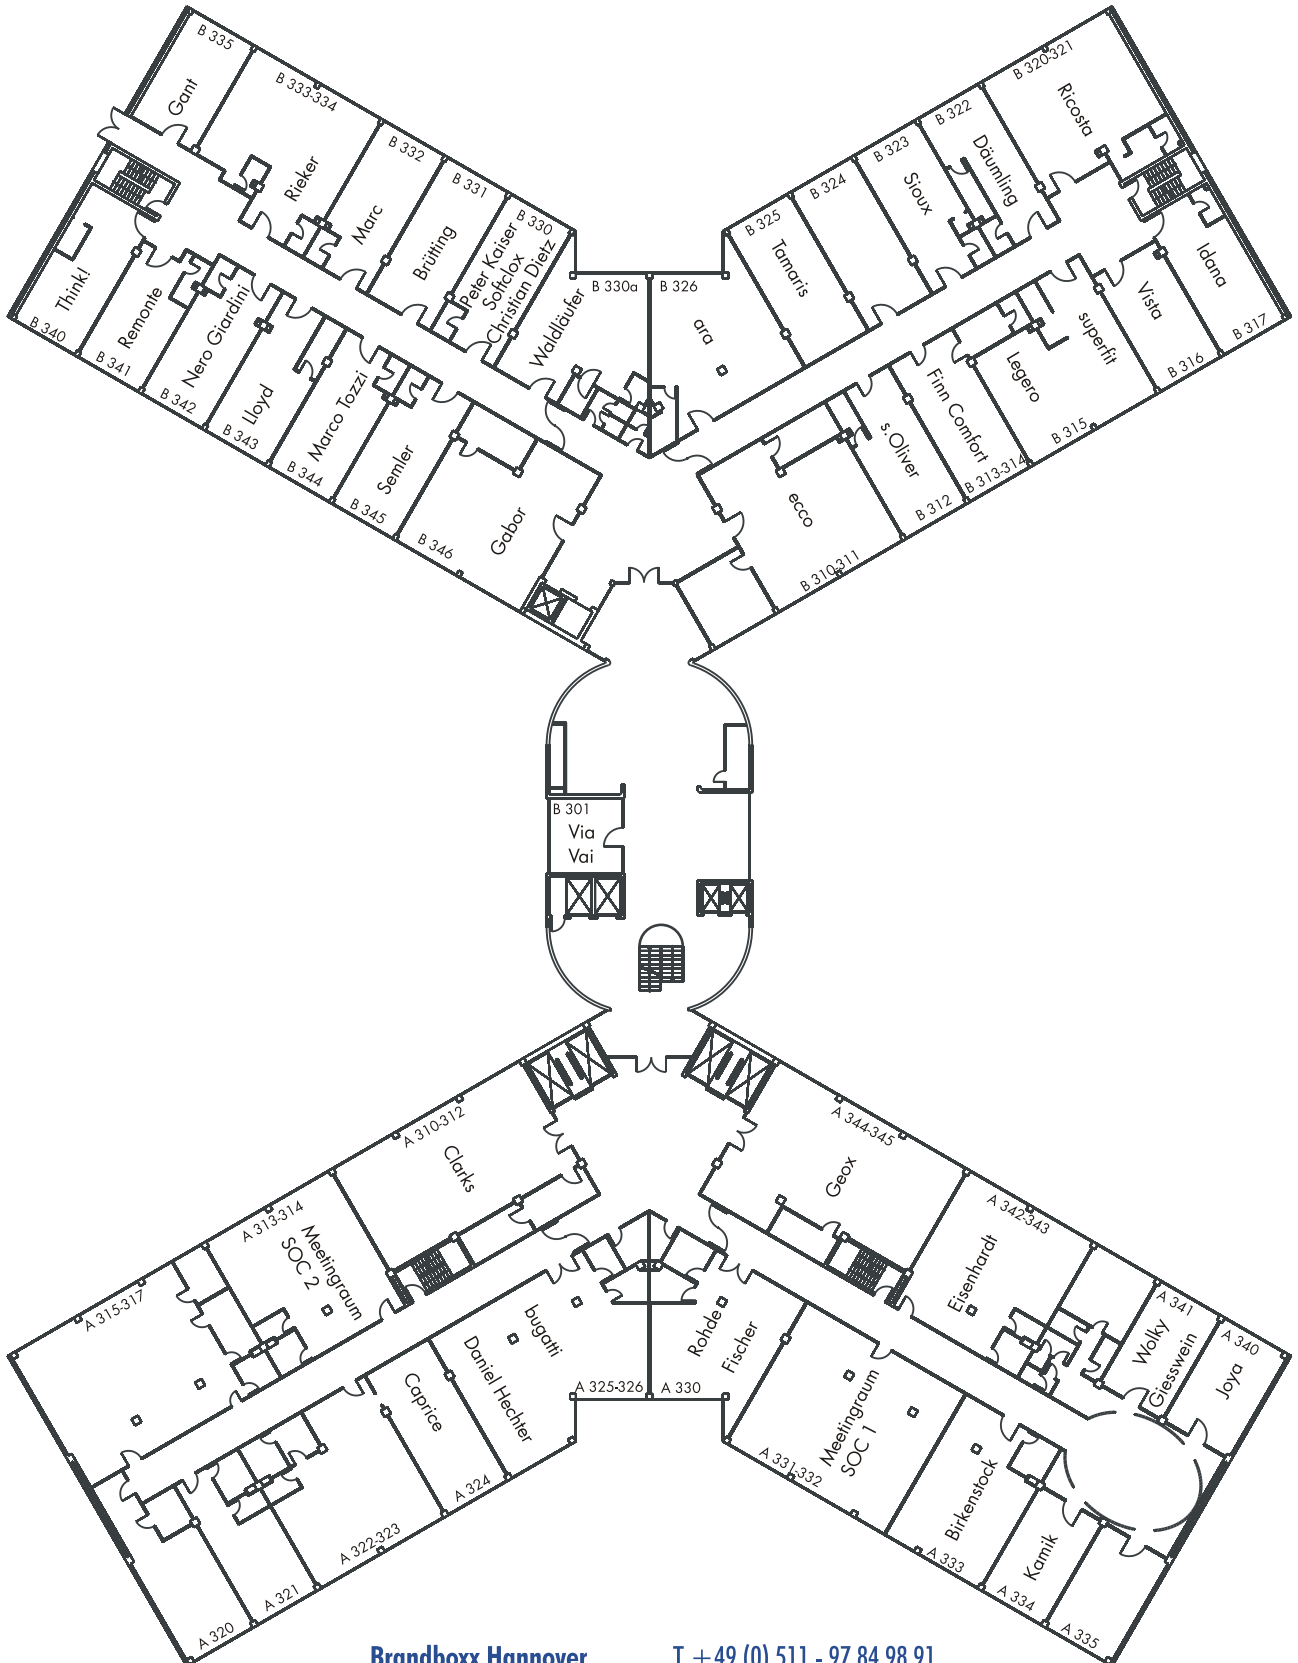 B 335
Gant
B 333-334
Rieker
B 332
Marc
B 331
Brütting
B 330
Peter Kaiser
Softclox
Christian Dietz
B 330a
Waldläufer
B 326
ara
B 325
Tamaris
B 324
B 323
Sioux
B 322
Däumling
B 320-321
Ricosta
Think!
B 340
Remonte
B 341
Nero Giardini
B 342
Lloyd
B 343
Marco Tozzi
B 344
Semler
B 345
Gabor
B 346
Idana
B 317
Vista
B 316
superfit
Legero
B 315
Finn Comfort
B 313-314
s.Oliver
B 312
ecco
B 310-311
B 301
Via
Vai
A 310-312
Clarks
A 313-314
Meetingraum
SOC 2
A 315-317
A 344-345
Geox
A 342-343
Eisenhardt
A 341
Wolky
Giesswein
A 340
Joya
bugatti
A 325-326
Daniel Hechter
A 324
Caprice
A 322-323
A 321
A 320
Rohde
Fischer
A 330
Meetingraum
SOC 1
A 331-332
Birkenstock
A 333
Kamik
A 334
A 335
Brandboxx Hannover
T +49 (0) 511 - 97 84 98 91